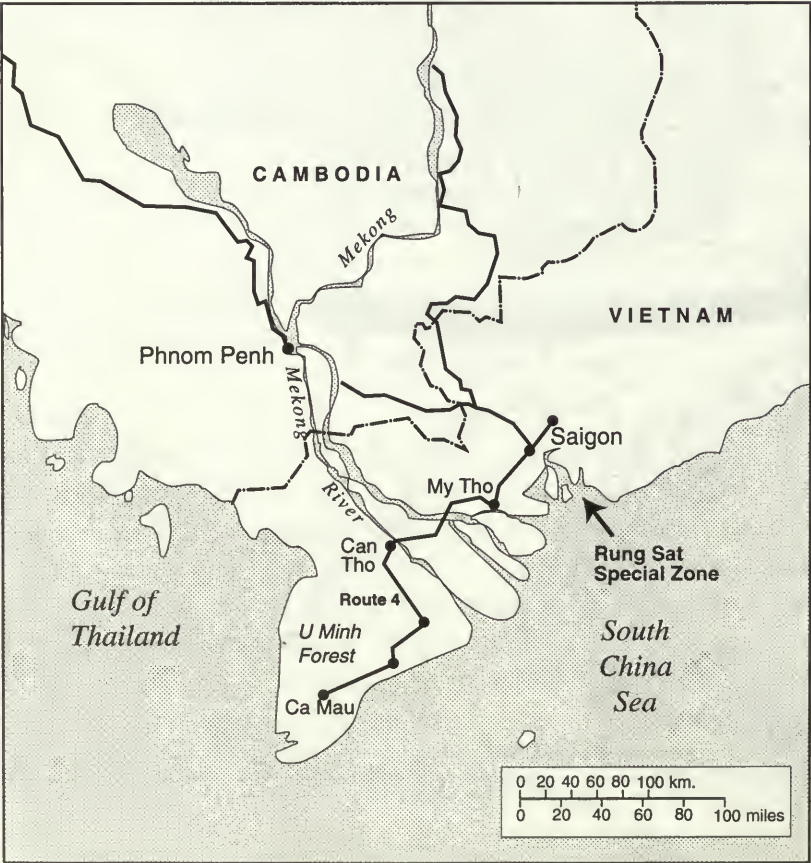 CAMBODIA
Mekong
VIETNAM
Phnom Penh
Mekong
River
Saigon
My Tho
Can
Tho
Rung Sat
Special Zone
Route 4
Gulf of
Thailand
U Minh
Forest
South
China
Sea
Ca Mau
0 20 40 60 80 100 km.
0 20 40 60 80 100 miles